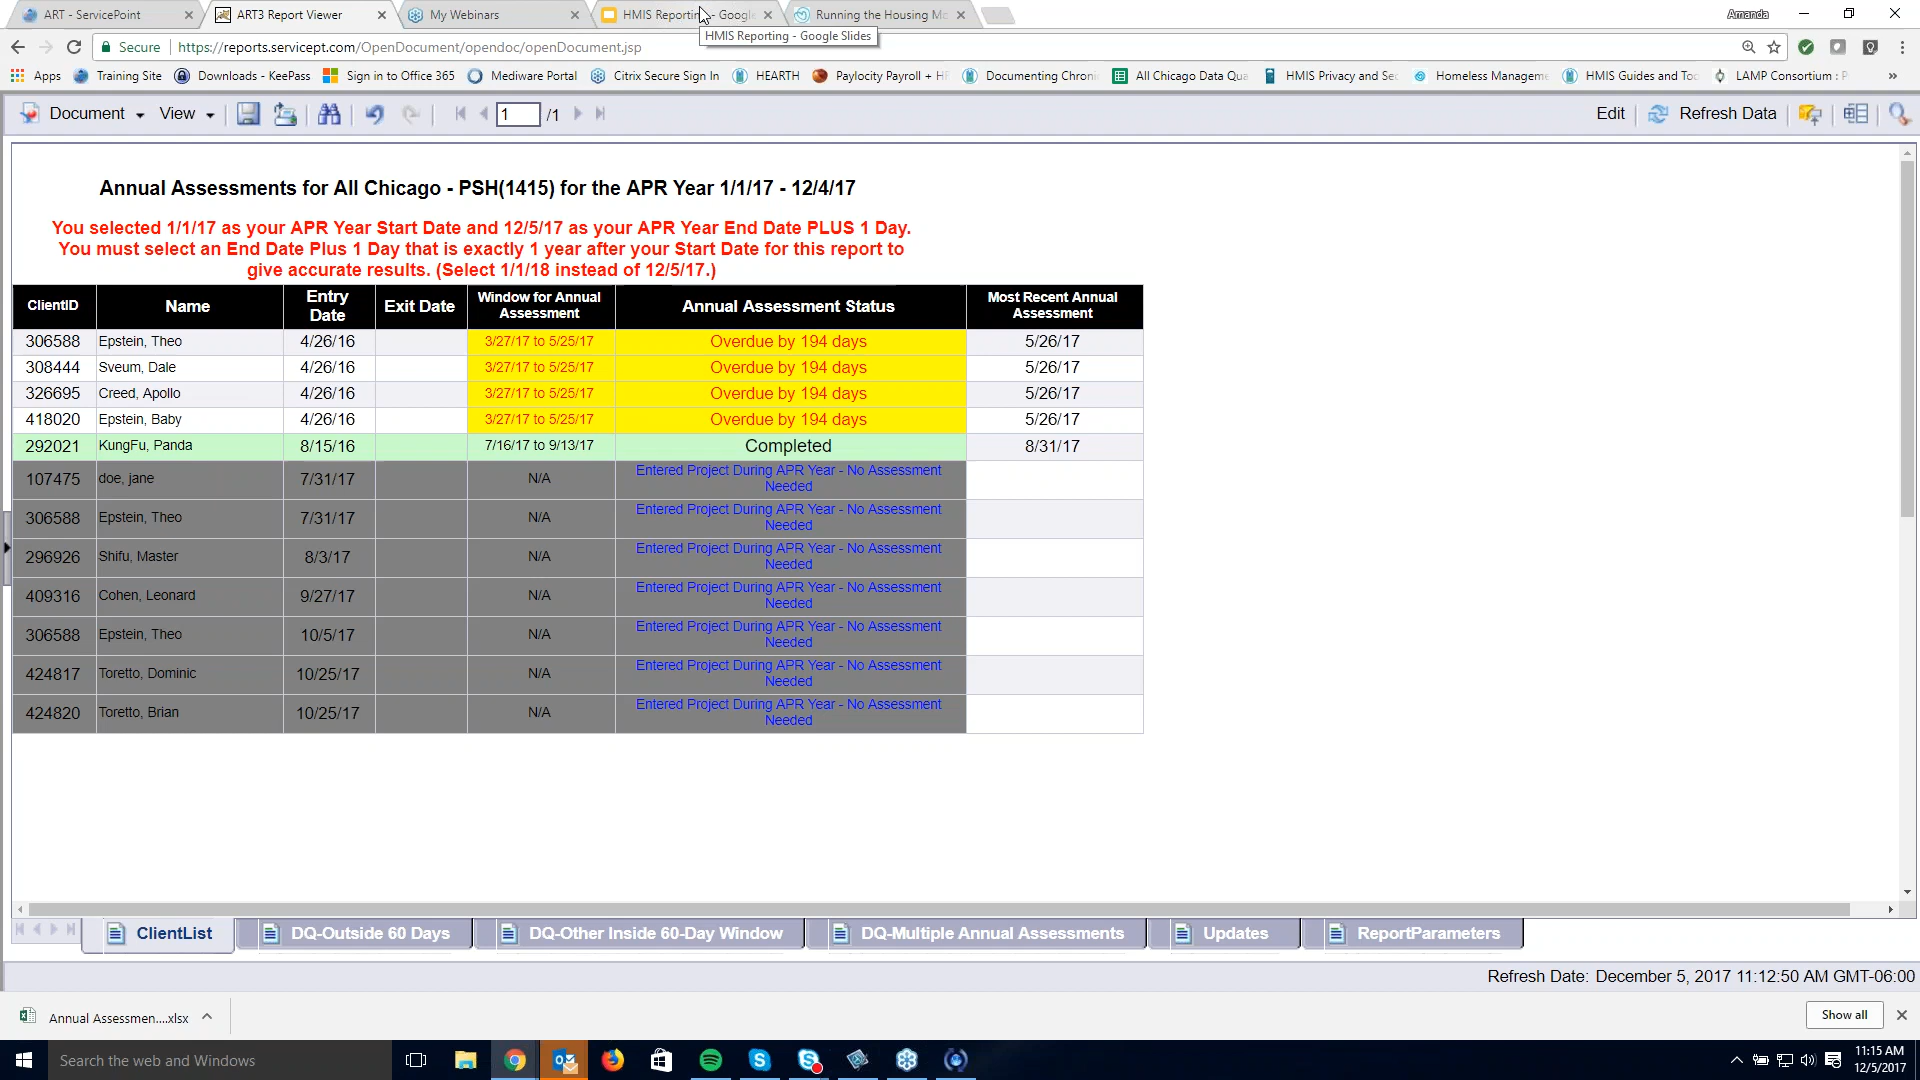 ART - ServicePoint
ART3 Report Viewer
My Webinars
HMIS Reporting - Google
Running the Housing Mo
Amanda
HMIS Reporting - Google Slides
Secure
https://reports.servicept.com/OpenDocument/opendoc/openDocument.jsp
Apps
Training Site
Downloads - KeePass
Sign in to Office 365
Mediware Portal
Citrix Secure Sign In
HEARTH
Paylocity Payroll + H
Documenting Chroni
All Chicago Data Qua
HMIS Privacy and Sec
Homeless Manageme
HMIS Guides and Too
LAMP Consortium : P
»
Document
View
1
/1
Edit
Refresh Data
Annual Assessments for All Chicago - PSH(1415) for the APR Year 1/1/17 - 12/4/17
You selected 1/1/17 as your APR Year Start Date and 12/5/17 as your APR Year End Date PLUS 1 Day.
You must select an End Date Plus 1 Day that is exactly 1 year after your Start Date for this report to
give accurate results. (Select 1/1/18 instead of 12/5/17.)
ClientID Name Entry Date Exit Date Window for Annual Assessment Annual Assessment Status Most Recent Annual Assessment
306588 Epstein, Theo 4/26/16 3/27/17 to 5/25/17 Overdue by 194 days 5/26/17
308444 Sveum, Dale 4/26/16 3/27/17 to 5/25/17 Overdue by 194 days 5/26/17
326695 Creed, Apollo 4/26/16 3/27/17 to 5/25/17 Overdue by 194 days 5/26/17
418020 Epstein, Baby 4/26/16 3/27/17 to 5/25/17 Overdue by 194 days 5/26/17
292021 KungFu, Panda 8/15/16 7/16/17 to 9/13/17 Completed 8/31/17
107475 doe, jane 7/31/17 N/A Entered Project During APR Year - No Assessment Needed
306588 Epstein, Theo 7/31/17 N/A Entered Project During APR Year - No Assessment Needed
296926 Shifu, Master 8/3/17 N/A Entered Project During APR Year - No Assessment Needed
409316 Cohen, Leonard 9/27/17 N/A Entered Project During APR Year - No Assessment Needed
306588 Epstein, Theo 10/5/17 N/A Entered Project During APR Year - No Assessment Needed
424817 Toretto, Dominic 10/25/17 N/A Entered Project During APR Year - No Assessment Needed
424820 Toretto, Brian 10/25/17 N/A Entered Project During APR Year - No Assessment Needed
ClientList
DQ-Outside 60 Days
DQ-Other Inside 60-Day Window
DQ-Multiple Annual Assessments
Updates
ReportParameters
Refresh Date: December 5, 2017 11:12:50 AM GMT-06:00
Annual Assessmen....xlsx
Show all
Search the web and Windows
11:15 AM
12/5/2017